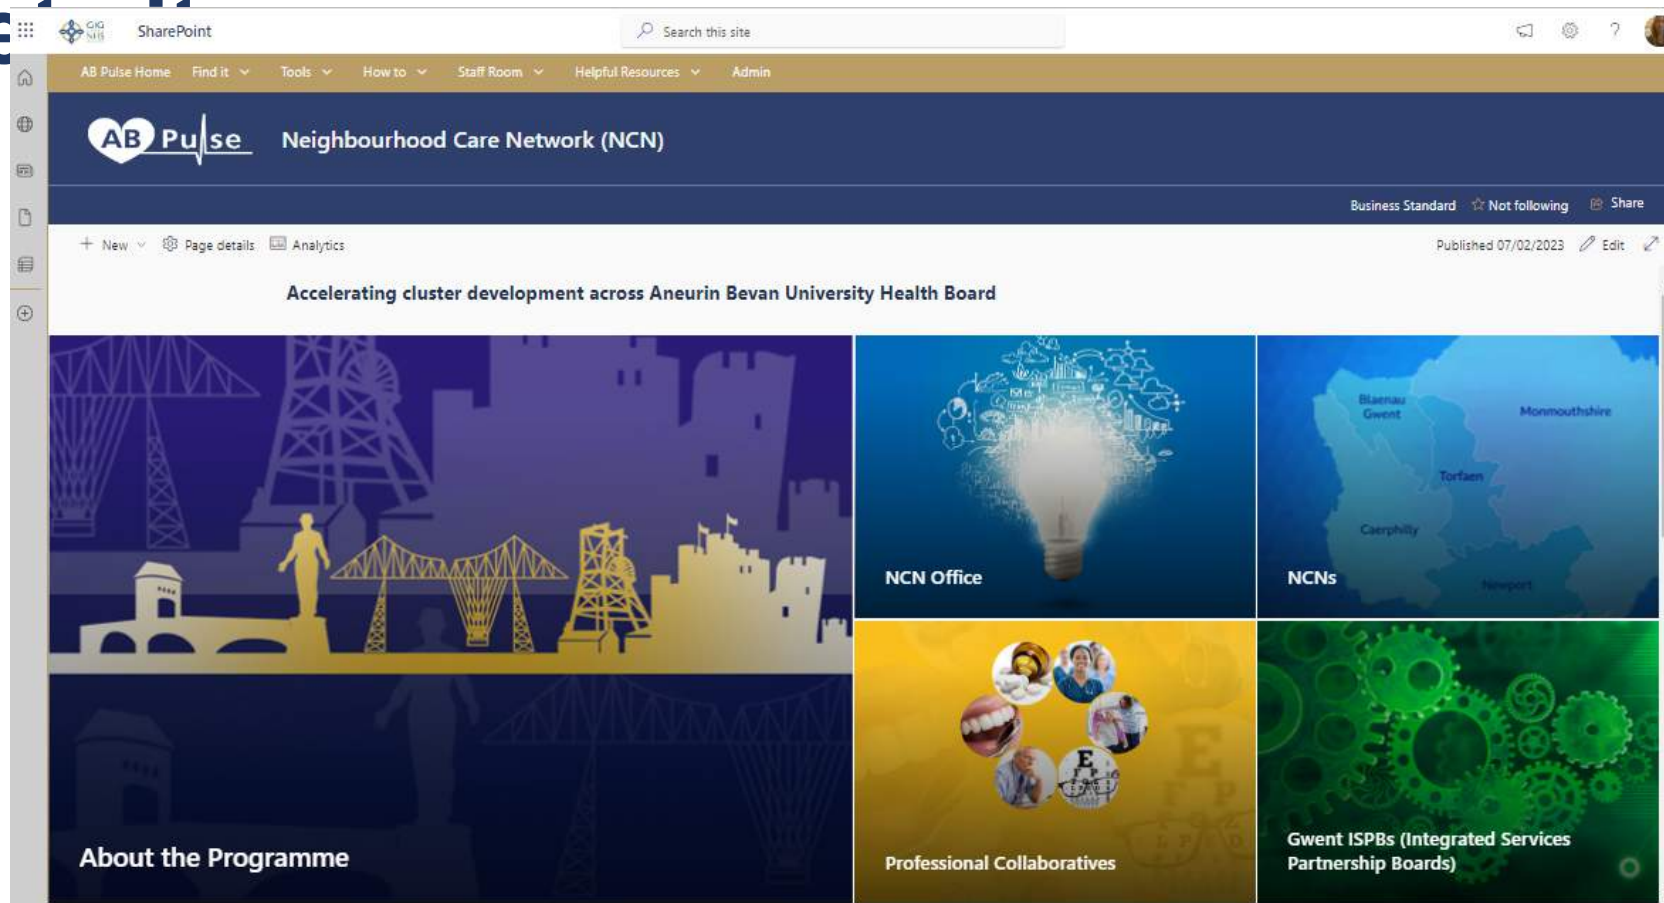 GIG
NHS
SharePoint
Search this site
?
AB Pulse Home Find it Tools How to Staff Room Helpful Resources Admin
AB Pulse Neighbourhood Care Network (NCN)
Business Standard Not following Share
+ New Page details Analytics
Published 07/02/2023 Edit
Accelerating cluster development across Aneurin Bevan University Health Board
Blaenau
Gwent
Monmouthshire
Torfaen
Caerphilly
Newport
NCN Office
NCNs
E
F P
About the Programme
Professional Collaboratives
Gwent ISPBs (Integrated Services
Partnership Boards)